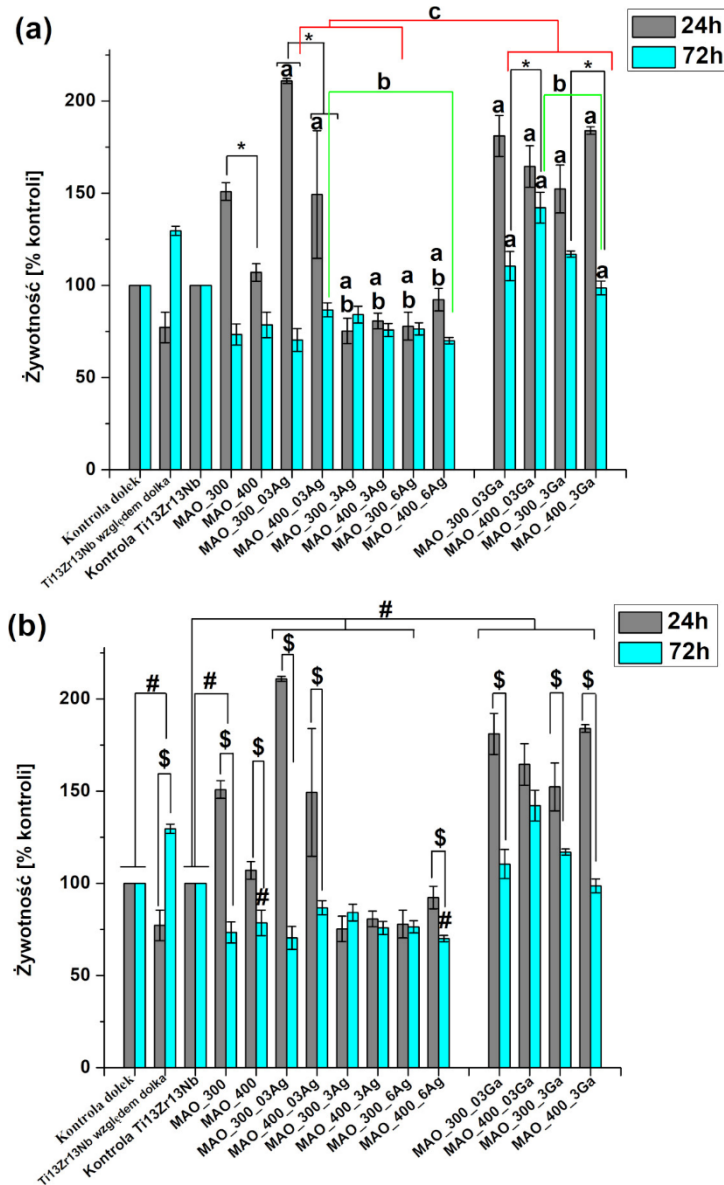 (a)
c
24h
72h
* a
b
* *
b
a a a a
*
a
a a
a a a a
b b b b
200
150
100
50
0
Żywotność [% kontroli]
Kontrola dołek
Ti13Zr13Nb względem dołka
Kontrola Ti13Zr13Nb
MAO_300
MAO_400
MAO_300_03Ag
MAO_400_03Ag
MAO_300_3Ag
MAO_400_3Ag
MAO_300_6Ag
MAO_400_6Ag
MAO_300_03Ga
MAO_400_03Ga
MAO_300_3Ga
MAO_400_3Ga
(b)
#
24h
72h
# # $ $ $ $ $
$ $ $
$
# #
200
150
100
50
0
Żywotność [% kontroli]
Kontrola dołek
Ti13Zr13Nb względem dołka
Kontrola Ti13Zr13Nb
MAO_300
MAO_400
MAO_300_03Ag
MAO_400_03Ag
MAO_300_3Ag
MAO_400_3Ag
MAO_300_6Ag
MAO_400_6Ag
MAO_300_03Ga
MAO_400_03Ga
MAO_300_3Ga
MAO_400_3Ga